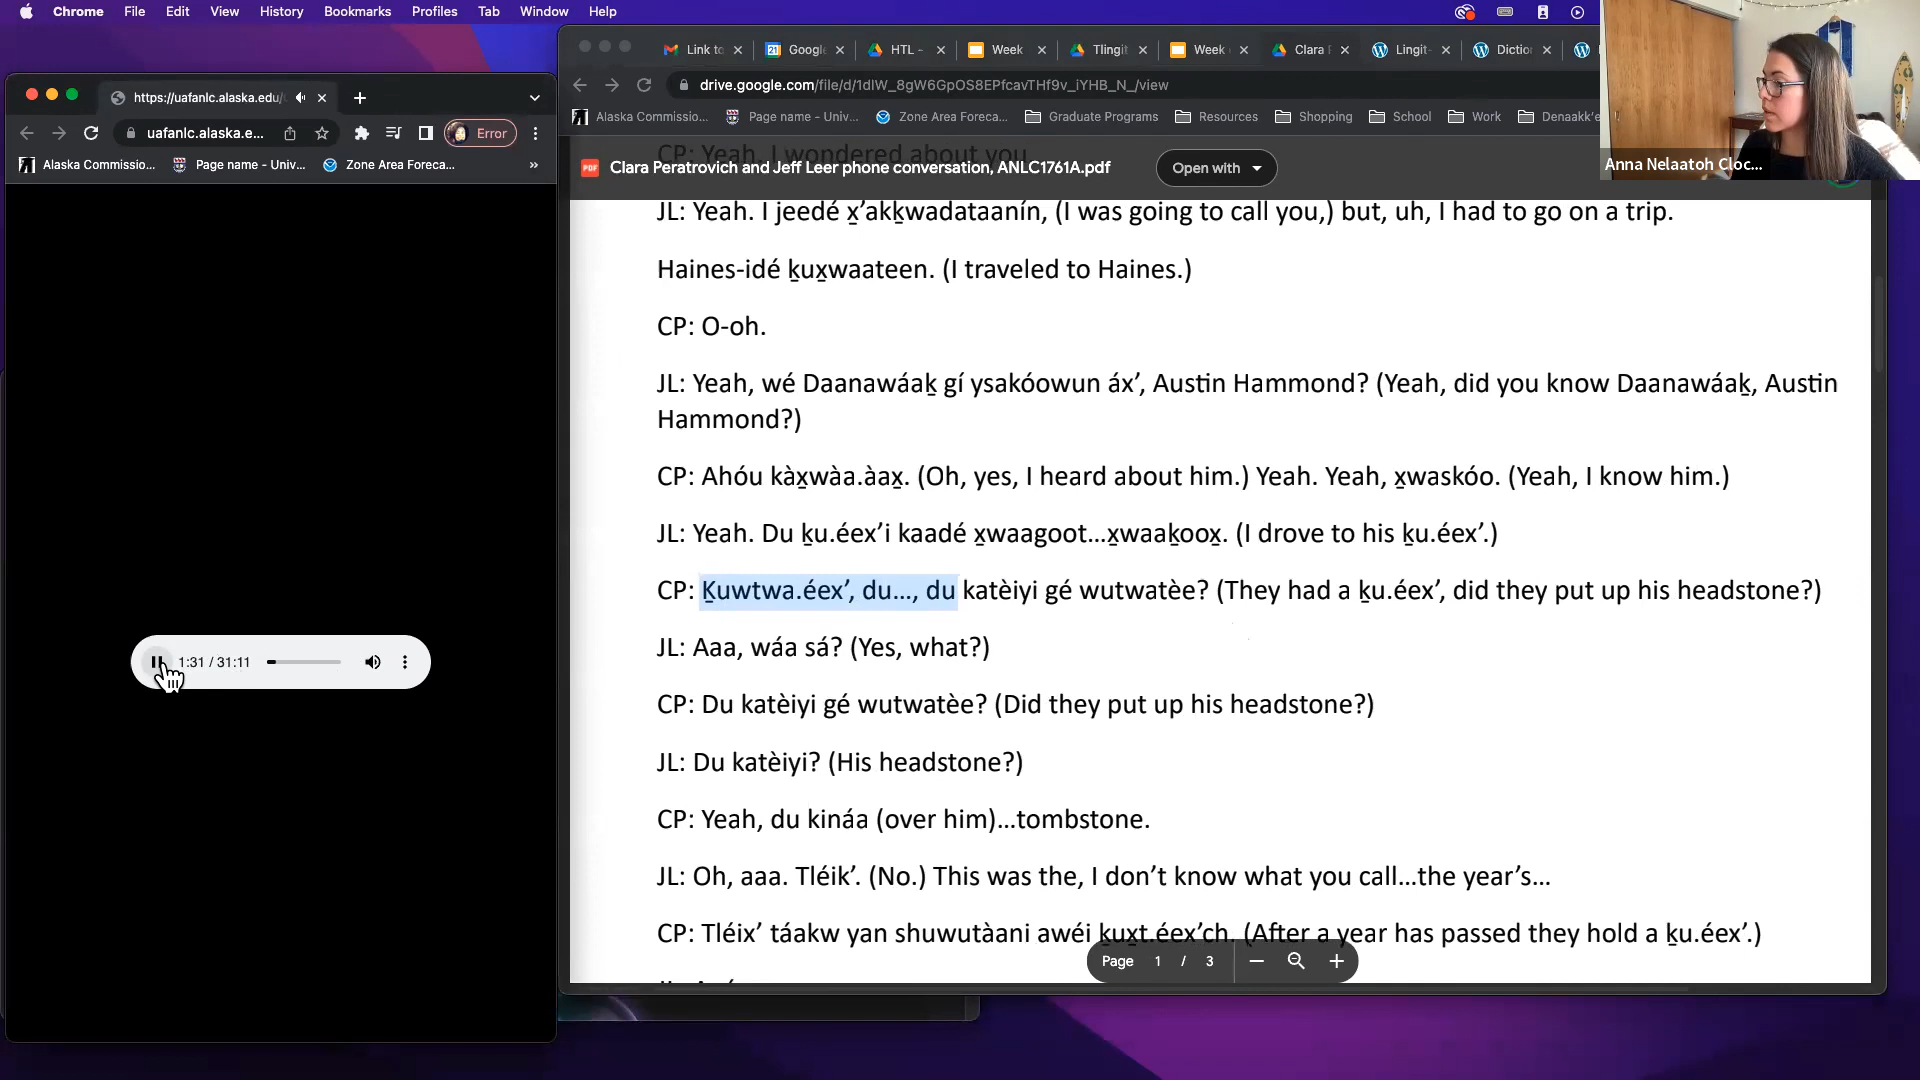 Chrome File Edit View History Bookmarks Profiles Tab Window Help
https://uafanlc.alaska.edu/
uafanlc.alaska.e... Error
Alaska Commissio... Page name - Univ... Zone Area Foreca... »
1:31 / 31:11
Link to Google HTL - Week Tlingit Week Clara Lingit- Dictio
drive.google.com/file/d/1dlW_8gW6GpOS8EPfcavTHf9v_iYHB_N_/view
Alaska Commissio... Page name - Univ... Zone Area Foreca... Graduate Programs Resources Shopping School Work Denaakk'e
Anna Nelaatoh Cloc...
CP: Yeah. I wondered about you
PDF Clara Peratrovich and Jeff Leer phone conversation, ANLC1761A.pdf Open with
JL: Yeah. I jeedé x̱’akḵwadataanín, (I was going to call you,) but, uh, I had to go on a trip.
Haines-idé ḵux̱waateen. (I traveled to Haines.)
CP: O-oh.
JL: Yeah, wé Daanawáaḵ gí ysakóowun áx’, Austin Hammond? (Yeah, did you know Daanawáaḵ, Austin
Hammond?)
CP: Ahóu kàx̱wàa.àax̱. (Oh, yes, I heard about him.) Yeah. Yeah, x̱waskóo. (Yeah, I know him.)
JL: Yeah. Du ḵu.éex’i kaadé x̱waagoot…x̱waaḵoox̱. (I drove to his ḵu.éex’.)
CP: Ḵuwtwa.éex’, du…, du katèiyi gé wutwatèe? (They had a ḵu.éex’, did they put up his headstone?)
JL: Aaa, wáa sá? (Yes, what?)
CP: Du katèiyi gé wutwatèe? (Did they put up his headstone?)
JL: Du katèiyi? (His headstone?)
CP: Yeah, du kináa (over him)…tombstone.
JL: Oh, aaa. Tléik’. (No.) This was the, I don’t know what you call…the year’s…
CP: Tléix’ táakw yan shuwutàani awéi ḵux̱t.éex’ch. (After a year has passed they hold a ḵu.éex’.)
Page 1 / 3